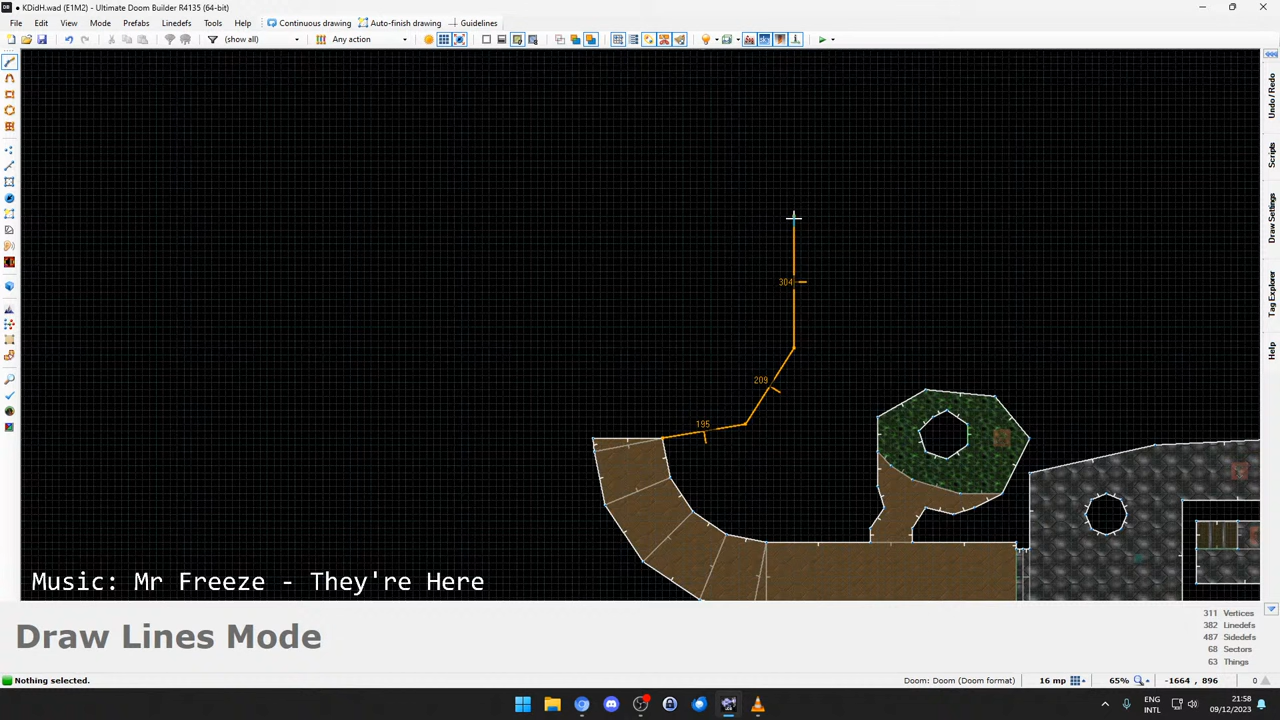 • KDidH.wad (E1M2) - Ultimate Doom Builder R4135 (64-bit)
File Edit View Mode Prefabs Linedefs Tools Help Continuous drawing Auto-finish drawing Guidelines
(show all) Any action
Undo / Redo
Scripts
Draw Settings
Tag Explorer
Help
304
209
195
Music: Mr Freeze - They're Here
Draw Lines Mode
311 Vertices
382 Linedefs
487 Sidedefs
68 Sectors
63 Things
Nothing selected. Doom: Doom (Doom format) 16 mp 65% -1664 , 896 0
ENG
INTL
21:58
09/12/2023